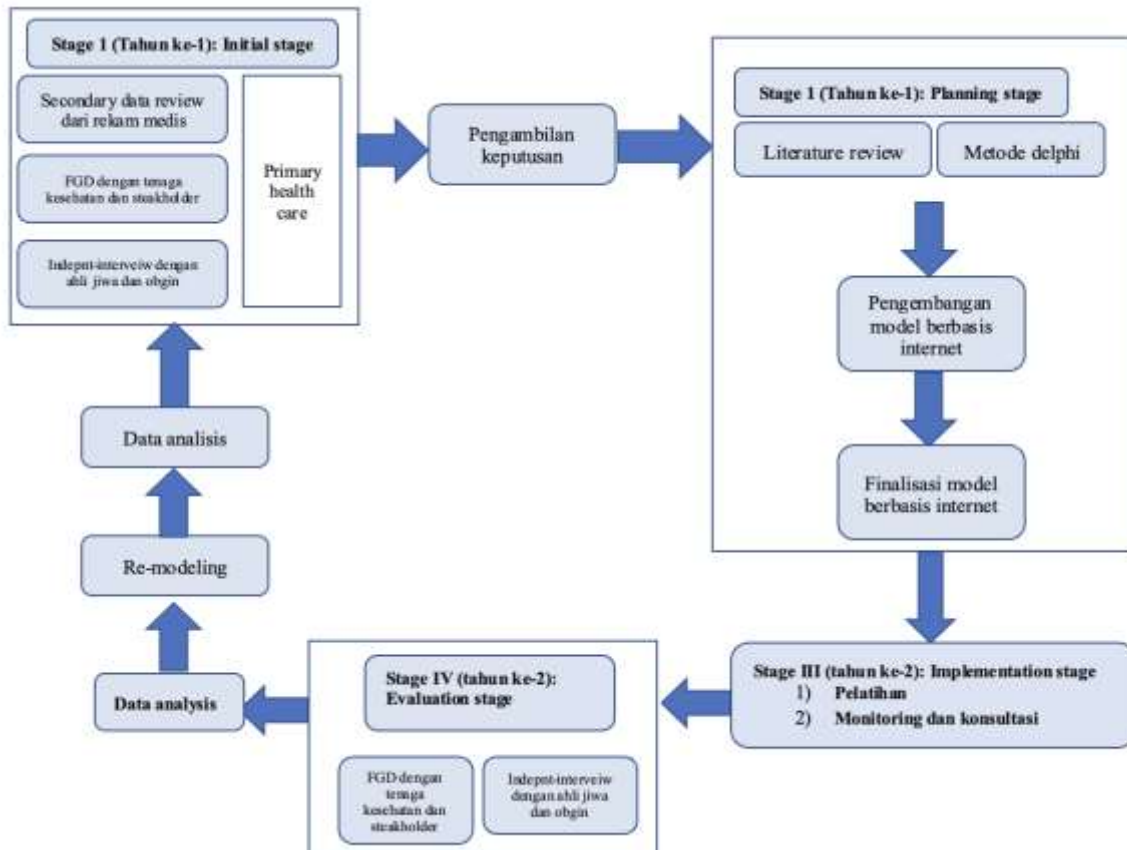 Stage 1 (Tahun ke-1): Initial stage
Secondary data review
dari rekam medis
FGD dengan tenaga
kesehatan dan steakholder
Indepnt-interveiw dengan
ahli jiwa dan obgin
Primary
health
care
Pengambilan
keputusan
Stage 1 (Tahun ke-1): Planning stage
Literature review
Metode delphi
Pengembangan
model berbasis
internet
Finalisasi model
berbasis internet
Stage III (tahun ke-2): Implementation stage
1) Pelatihan
2) Monitoring dan konsultasi
Stage IV (tahun ke-2):
Evaluation stage
FGD dengan
tenaga
kesehatan dan
steakholder
Indepnt-interveiw
dengan ahli jiwa
dan obgin
Data analysis
Re-modeling
Data analisis